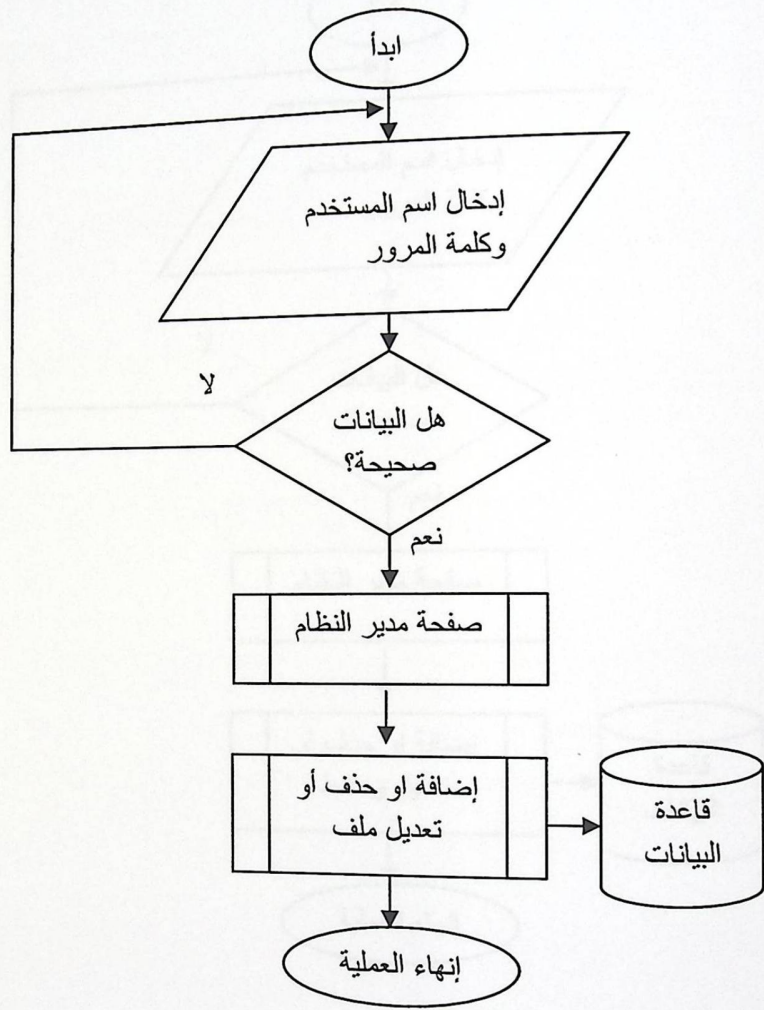 ابدأ
إدخال اسم المستخدم
وكلمة المرور
لا
هل البيانات
صحيحة؟
نعم
صفحة مدير النظام
إضافة او حذف أو
تعديل ملف
قاعدة
البيانات
إنهاء العملية